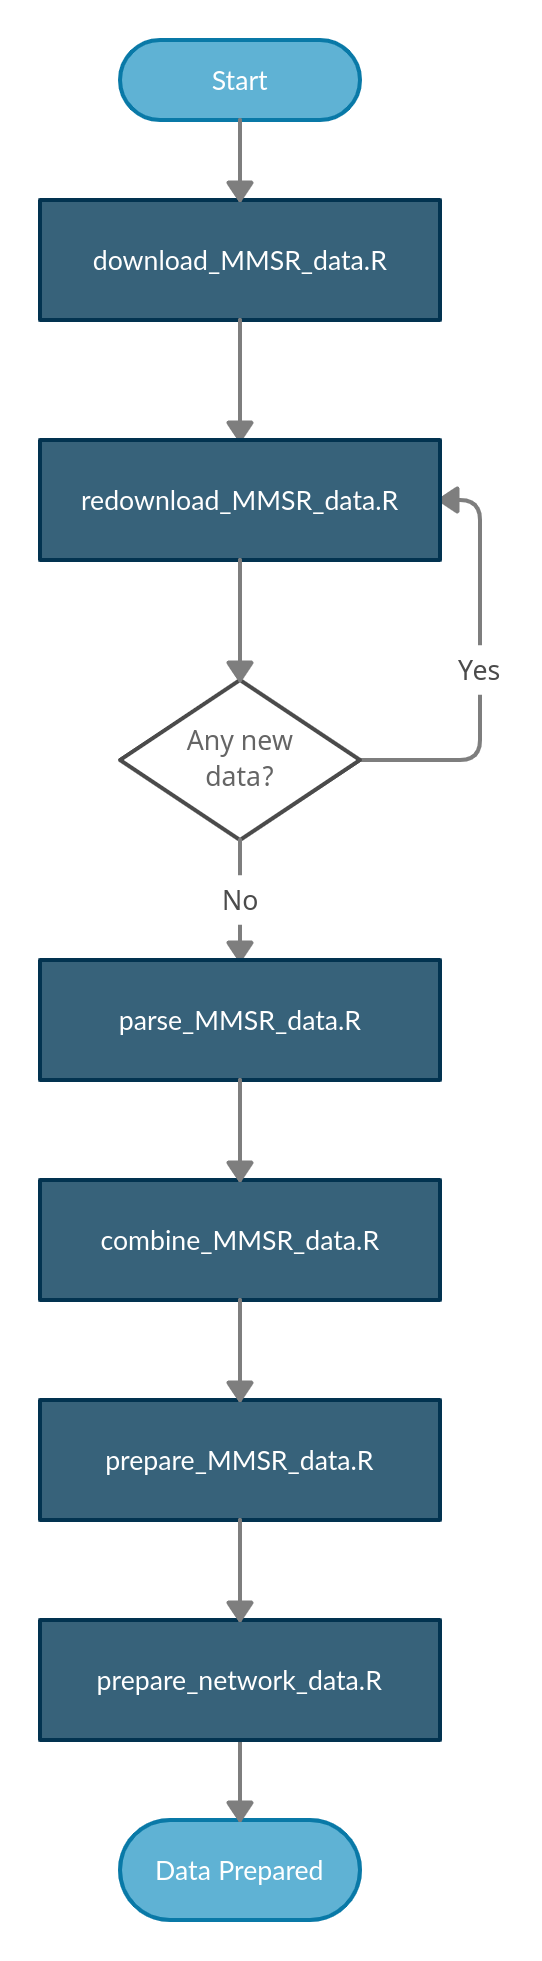 Start
download_MMSR_data.R
redownload_MMSR_data.R
Any new
data?
Yes
No
parse_MMSR_data.R
combine_MMSR_data.R
prepare_MMSR_data.R
prepare_network_data.R
Data Prepared